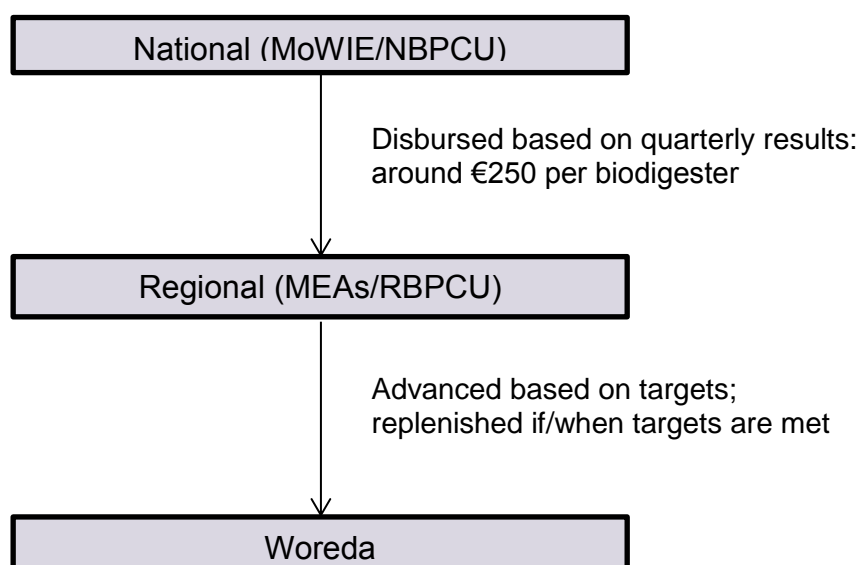 National (MoWIE/NBPCU)
Disbursed based on quarterly results:
around €250 per biodigester
Regional (MEAs/RBPCU)
Advanced based on targets;
replenished if/when targets are met
Woreda